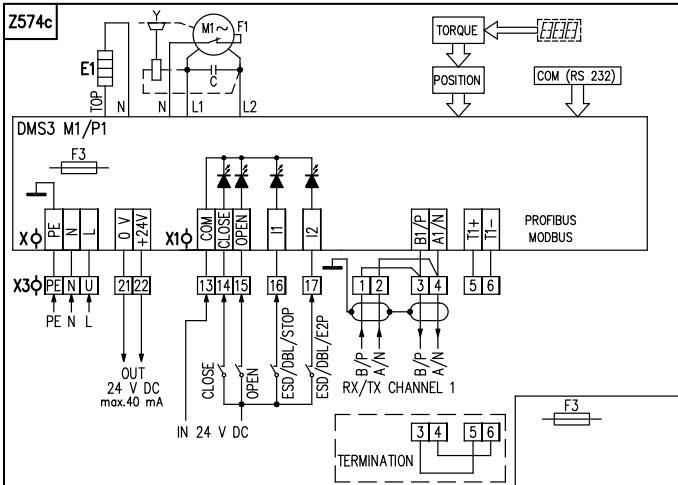 Z574c
Y
M1~
F1
E1
TOP
N
N
L1
C
L2
TORQUE
POSITION
COM (RS 232)
DMS3 M1/P1
F3
PE
N
L
0 V
+24V
COM
CLOSE
OPEN
I1
I2
B1/P
A1/N
T1+
T1-
PROFIBUS
MODBUS
X
X1
X3
PE N U
21 22
13 14 15
16
17
1 2
3 4
5 6
PE N L
OUT
24 V DC
max.40 mA
CLOSE
OPEN
ESD/DBL/STOP
ESD/DBL/E2P
B/P
A/N
B/P
A/N
RX/TX CHANNEL 1
IN 24 V DC
TERMINATION
3 4
5 6
F3